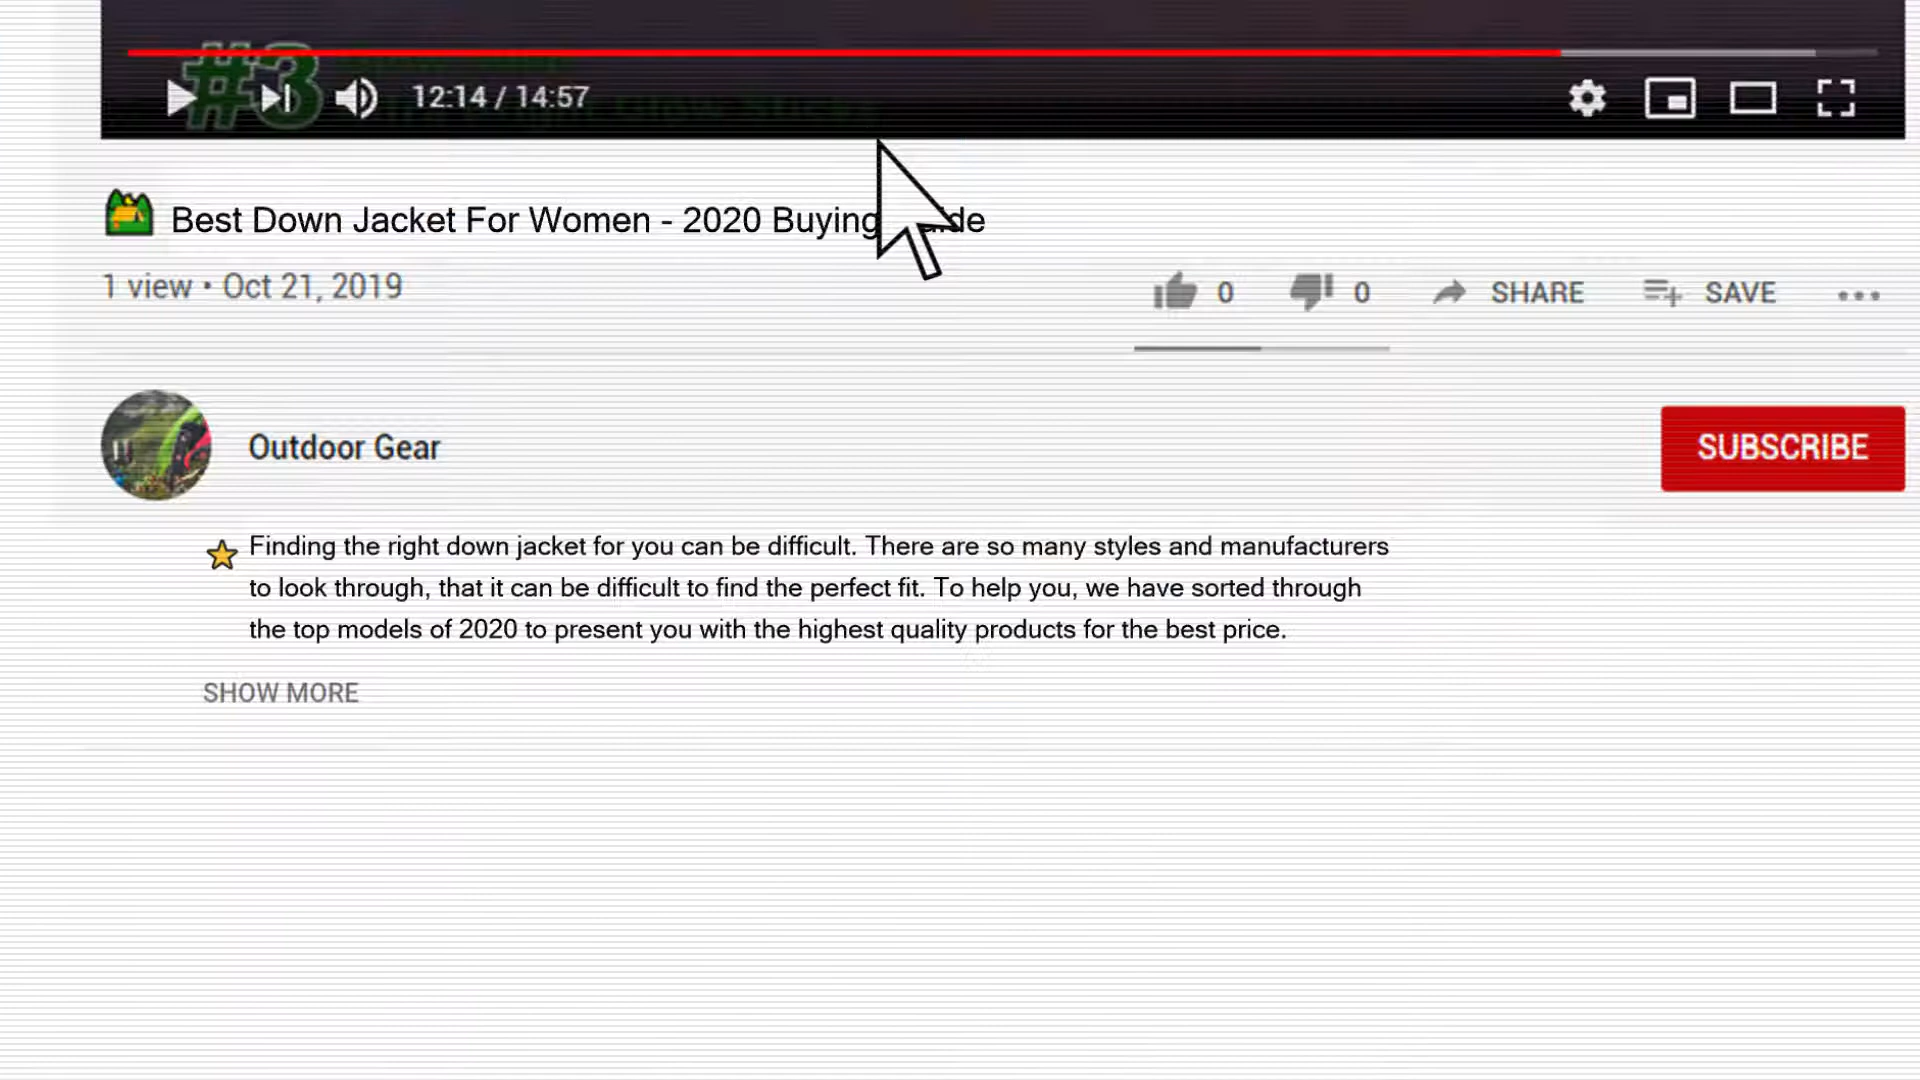 #3
12:14 / 14:57
Best Down Jacket For Women - 2020 Buying
1 view • Oct 21, 2019
0 0 SHARE SAVE
Outdoor Gear
SUBSCRIBE
Finding the right down jacket for you can be difficult. There are so many styles and manufacturers
to look through, that it can be difficult to find the perfect fit. To help you, we have sorted through
the top models of 2020 to present you with the highest quality products for the best price.
SHOW MORE